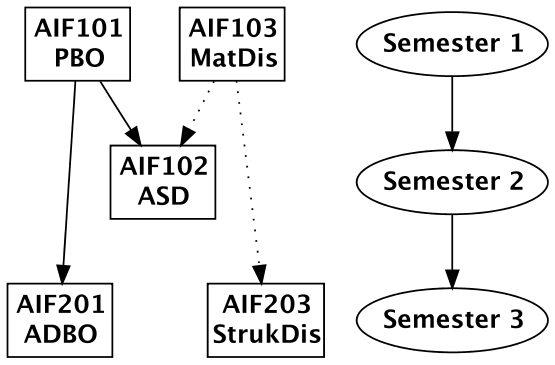 AIF101
PBO
AIF103
MatDis
Semester 1
AIF102
ASD
Semester 2
AIF201
ADBO
AIF203
StrukDis
Semester 3